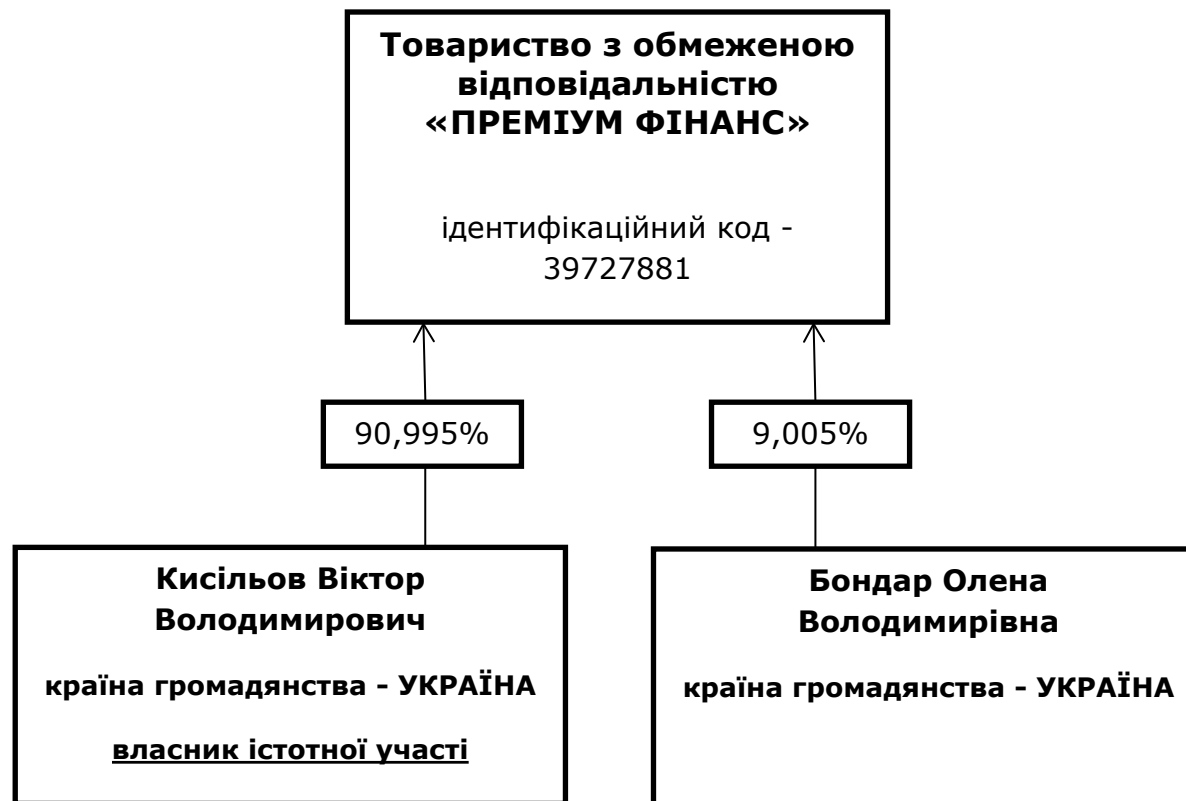 Товариство з обмеженою
відповідальністю
«ПРЕМІУМ ФІНАНС»
ідентифікаційний код -
39727881
90,995%
9,005%
Кисільов Віктор
Володимирович
країна громадянства - УКРАЇНА
власник істотної участі
Бондар Олена
Володимирівна
країна громадянства - УКРАЇНА